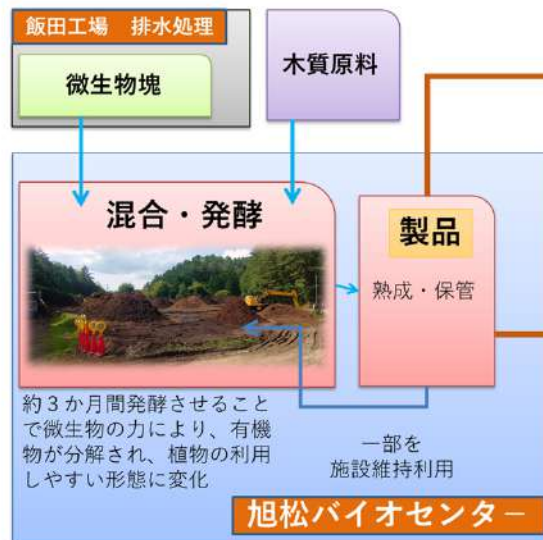 飯田工場　排水処理
微生物塊
木質原料
混合・発酵
製品
熟成・保管
約３か月間発酵させること
で微生物の力により、有機
物が分解され、植物の利用
しやすい形態に変化
一部を
施設維持利用
旭松バイオセンタ－